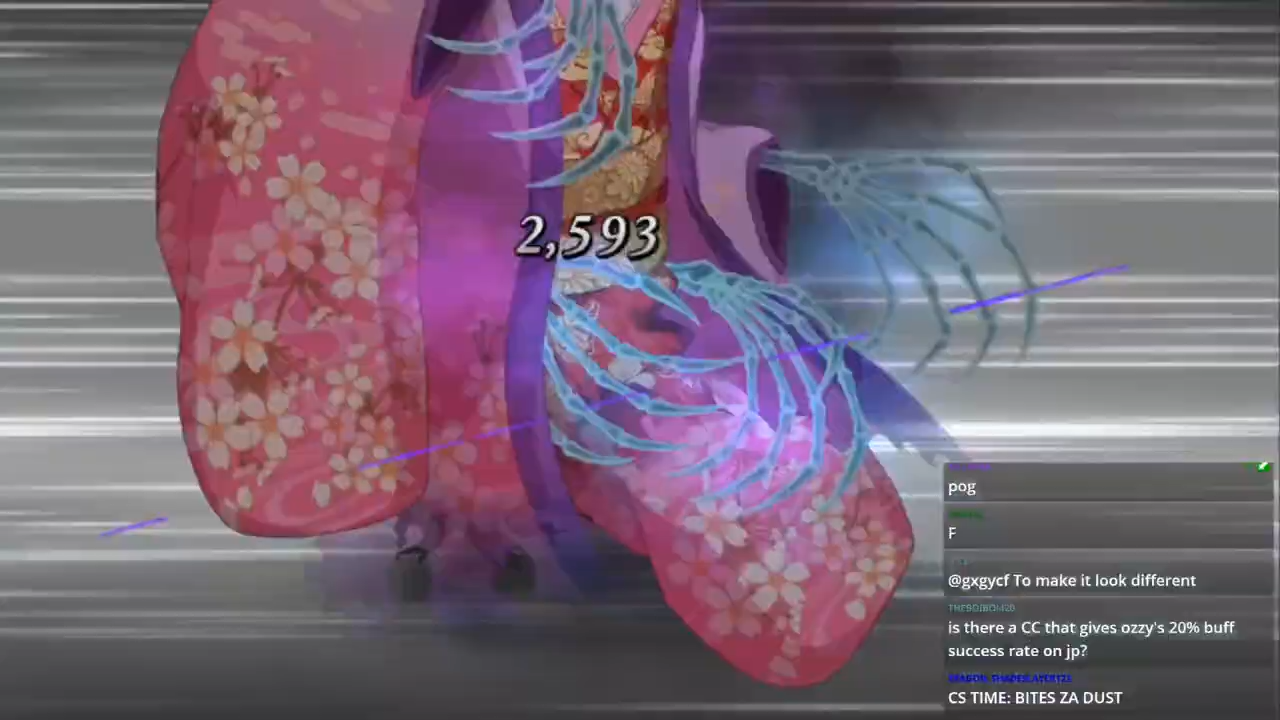 2,593
pog
F
@gxgycf To make it look different
is there a CC that gives ozzy's 20% buff
success rate on jp?
CS TIME: BITES ZA DUST